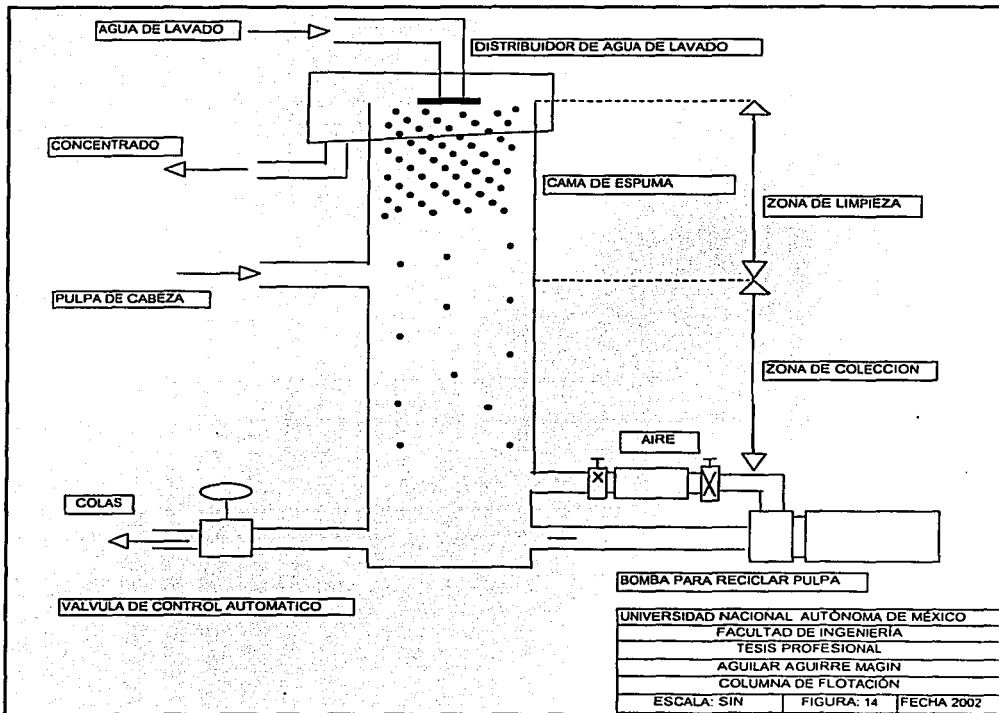 AGUA DE LAVADO
DISTRIBUIDOR DE AGUA DE LAVADO
CONCENTRADO
CAMA DE ESPUMA
ZONA DE LIMPIEZA
PULPA DE CABEZA
ZONA DE COLECCION
AIRE
COLAS
BOMBA PARA RECICLAR PULPA
VALVULA DE CONTROL AUTOMATICO
UNIVERSIDAD NACIONAL AUTÓNOMA DE MÉXICO
FACULTAD DE INGENIERÍA
TESIS PROFESIONAL
AGUILAR AGUIRRE MAGIN
COLUMNA DE FLOTACIÓN
ESCALA: SIN FIGURA: 14 FECHA 2002